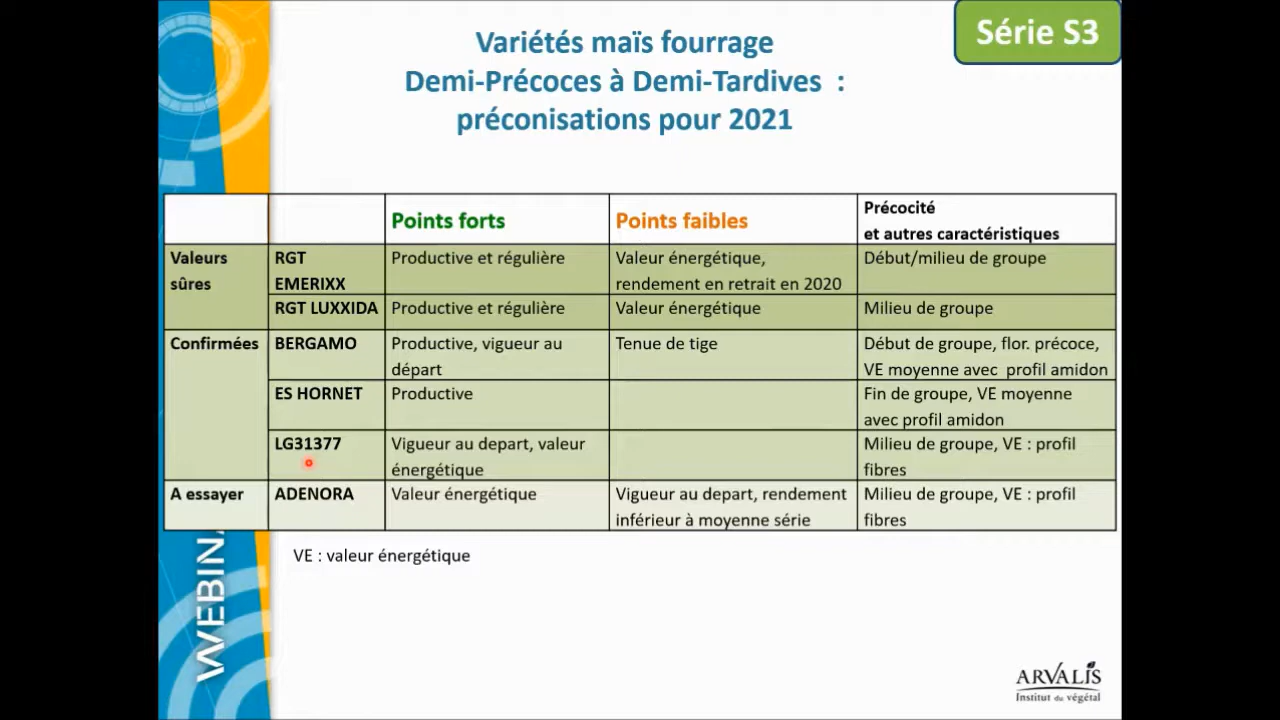 Série S3
Variétés maïs fourrage
Demi-Précoces à Demi-Tardives :
préconisations pour 2021
Points forts
Points faibles
Précocité
et autres caractéristiques
Valeurs
sûres
RGT
EMERIXX
Productive et régulière
Valeur énergétique,
rendement en retrait en 2020
Début/milieu de groupe
RGT LUXXIDA
Productive et régulière
Valeur énergétique
Milieu de groupe
Confirmées
BERGAMO
Productive, vigueur au
départ
Tenue de tige
Début de groupe, flor. précoce,
VE moyenne avec profil amidon
ES HORNET
Productive
Fin de groupe, VE moyenne
avec profil amidon
LG31377
Vigueur au depart, valeur
énergétique
Milieu de groupe, VE : profil
fibres
A essayer
ADENORA
Valeur énergétique
Vigueur au depart, rendement
inférieur à moyenne série
Milieu de groupe, VE : profil
fibres
VE : valeur énergétique
WEBINA
ARVALIS
Institut du végétal